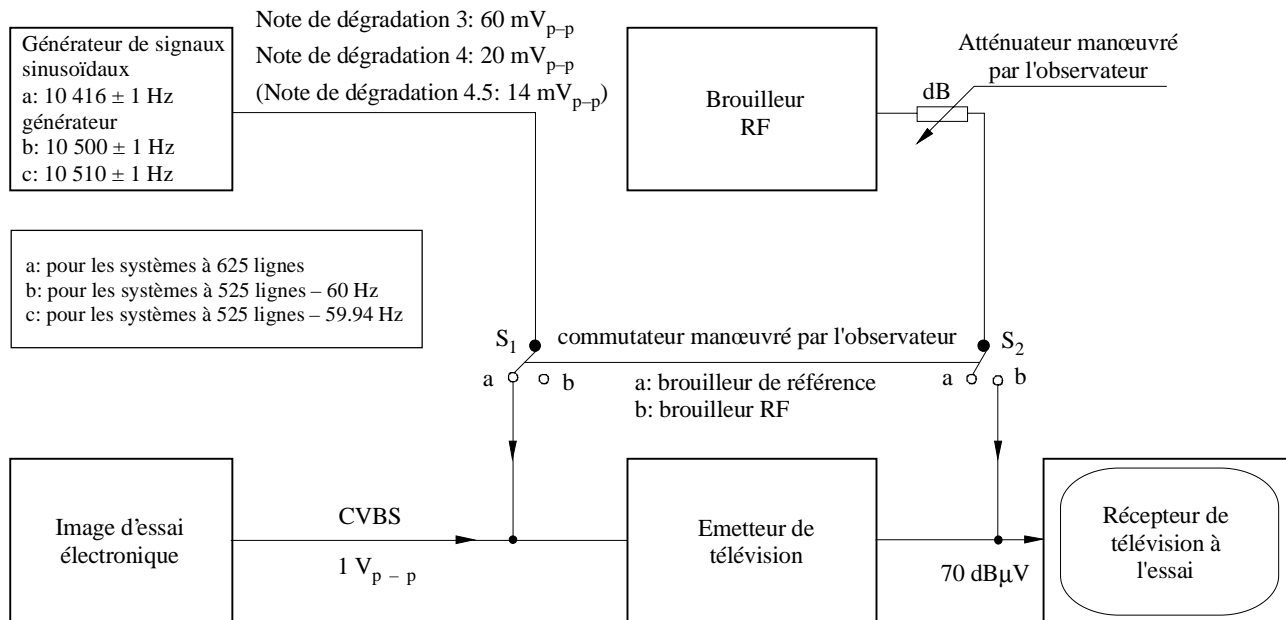 Générateur de signaux
sinusoïdaux
a: 10 416 ± 1 Hz
générateur
b: 10 500 ± 1 Hz
c: 10 510 ± 1 Hz
Note de dégradation 3: 60 mVp–p
Note de dégradation 4: 20 mVp–p
(Note de dégradation 4.5: 14 mVp–p)
Brouilleur
RF
dB
Atténuateur manœuvré
par l'observateur
a: pour les systèmes à 625 lignes
b: pour les systèmes à 525 lignes – 60 Hz
c: pour les systèmes à 525 lignes – 59.94 Hz
S1
commutateur manœuvré par l'observateur
S2
a
b
a: brouilleur de référence
b: brouilleur RF
a
b
Image d'essai
électronique
CVBS
1 Vp – p
Emetteur de
télévision
70 dBµV
Récepteur de
télévision à
l'essai